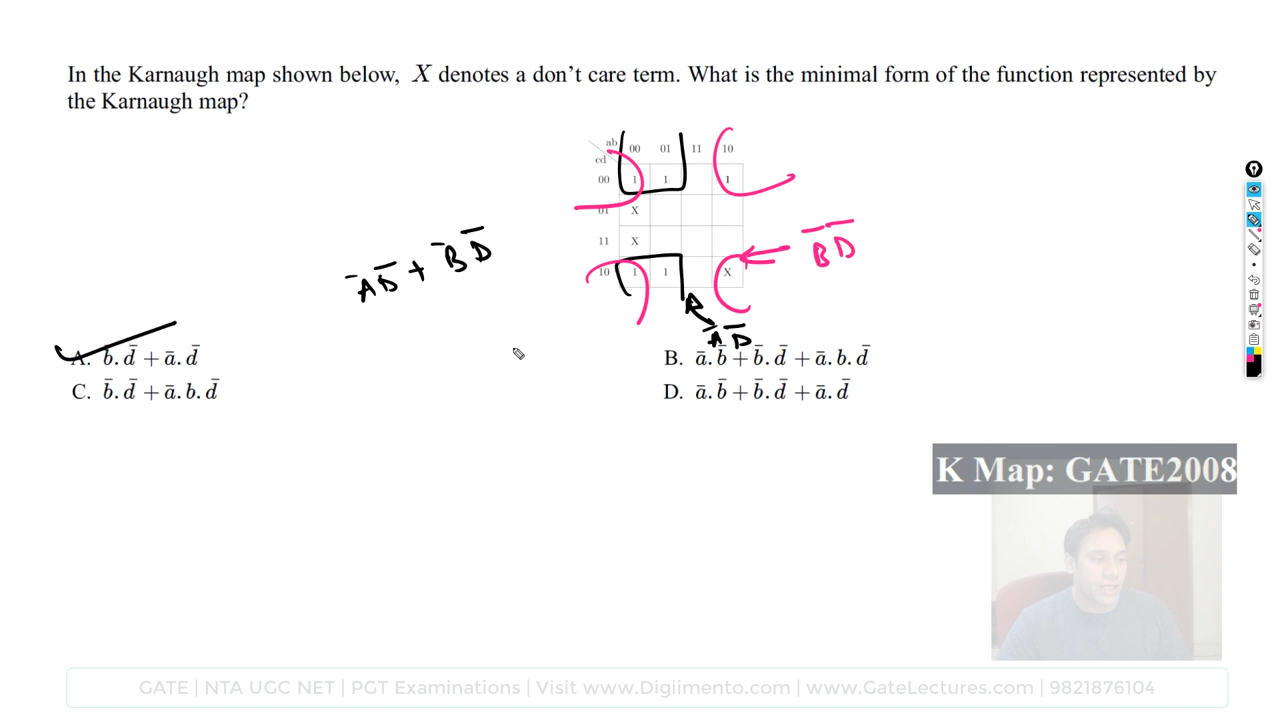 In the Karnaugh map shown below, X denotes a don't care term. What is the minimal form of the function represented by
the Karnaugh map?
ab
00 01 11 10
cd
00 1 1 1
01 X
11 X
10 1 1 X
A̅D̅ + B̅D̅
B̅D̅
A̅D̅
A. b̄.d̄ + ā.d̄
B. ā.b̄ + b̄.d̄ + ā.b.d̄
C. b̄.d̄ + ā.b.d̄
D. ā.b̄ + b̄.d̄ + ā.d̄
K Map: GATE2008
GATE | NTA UGC NET | PGT Examinations | Visit www.Digiimento.com | www.GateLectures.com | 9821876104